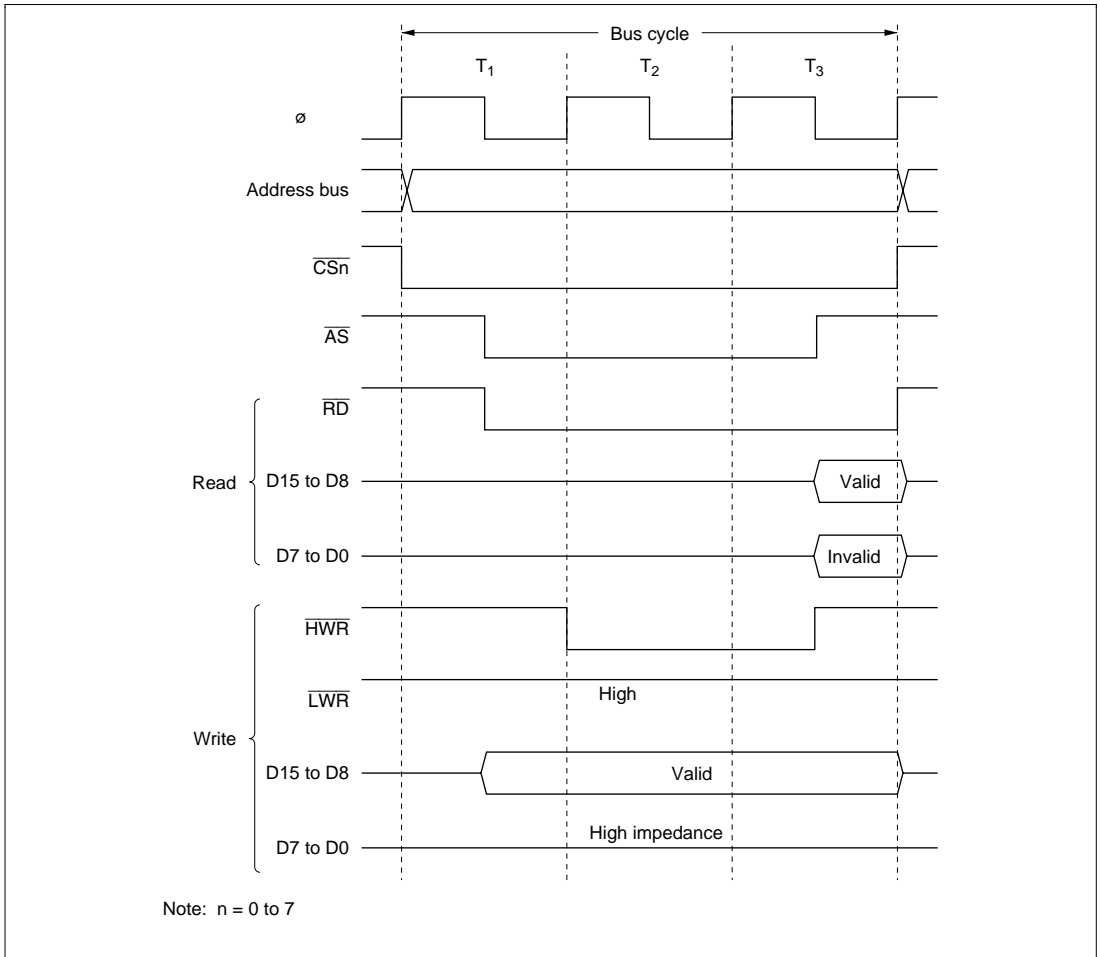 Bus cycle
T1 T2 T3
ø
Address bus
CSn
AS
RD
Read
D15 to D8 Valid
D7 to D0 Invalid
HWR
LWR High
Write
D15 to D8 Valid
D7 to D0 High impedance
Note: n = 0 to 7